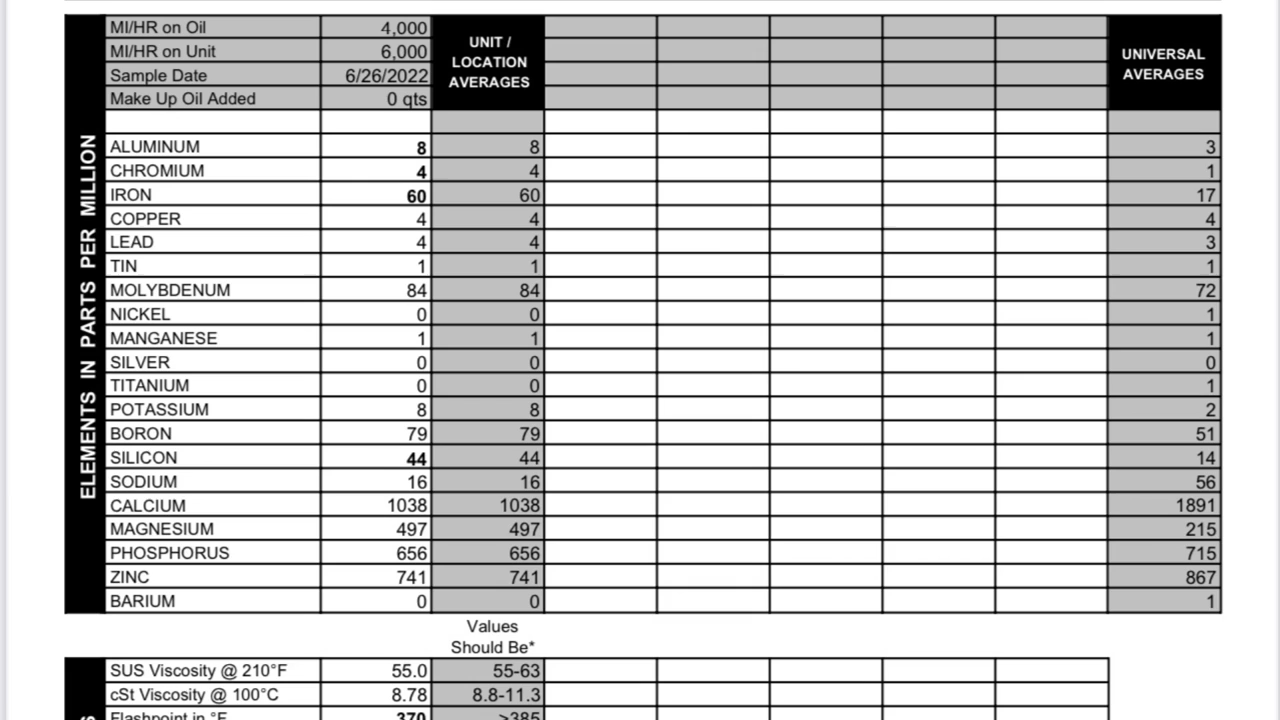 MI/HR on Oil 4,000
MI/HR on Unit 6,000
Sample Date 6/26/2022
Make Up Oil Added 0 qts
UNIT /
LOCATION
AVERAGES
UNIVERSAL
AVERAGES
ELEMENTS IN PARTS PER MILLION
ALUMINUM 8 8 3
CHROMIUM 4 4 1
IRON 60 60 17
COPPER 4 4 4
LEAD 4 4 3
TIN 1 1 1
MOLYBDENUM 84 84 72
NICKEL 0 0 1
MANGANESE 1 1 1
SILVER 0 0 0
TITANIUM 0 0 1
POTASSIUM 8 8 2
BORON 79 79 51
SILICON 44 44 14
SODIUM 16 16 56
CALCIUM 1038 1038 1891
MAGNESIUM 497 497 215
PHOSPHORUS 656 656 715
ZINC 741 741 867
BARIUM 0 0 1
Values
Should Be*
SUS Viscosity @ 210°F 55.0 55-63
cSt Viscosity @ 100°C 8.78 8.8-11.3
Flashpoint in °F 370 >385